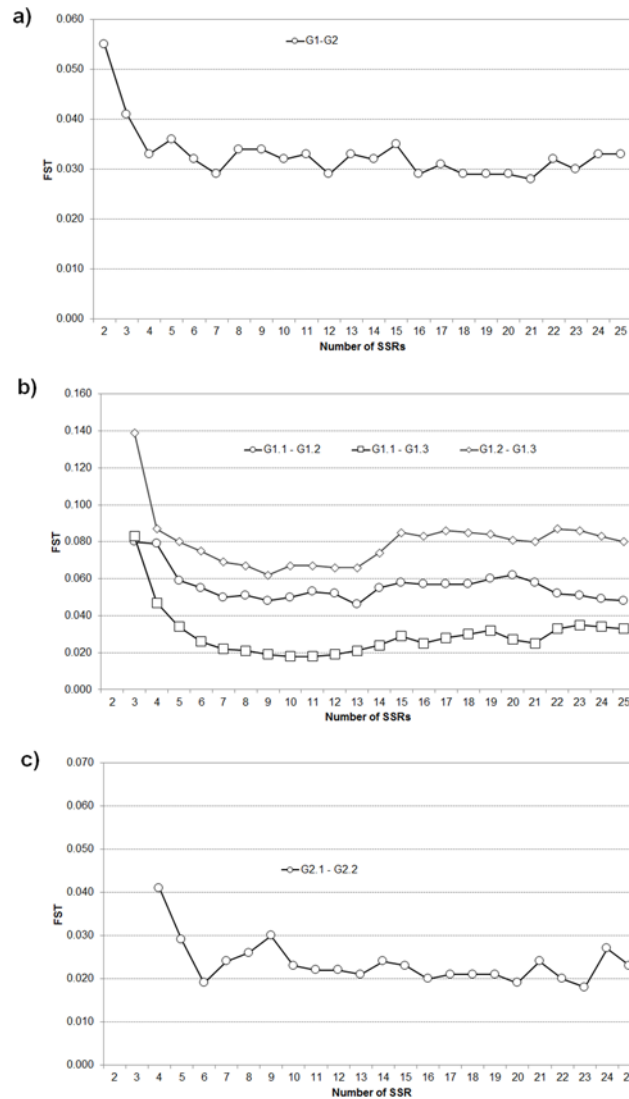 a)
0.060
0.050
0.040
0.030
0.020
0.010
0.000
FST
G1-G2
2 3 4 5 6 7 8 9 10 11 12 13 14 15 16 17 18 19 20 21 22 23 24 25
Number of SSRs
b)
0.160
0.140
0.120
0.100
0.080
0.060
0.040
0.020
0.000
FST
G1.1 - G1.2 G1.1 - G1.3 G1.2 - G1.3
2 3 4 5 6 7 8 9 10 11 12 13 14 15 16 17 18 19 20 21 22 23 24 25
Number of SSRs
c)
0.070
0.060
0.050
0.040
0.030
0.020
0.010
0.000
FST
G2.1 - G2.2
2 3 4 5 6 7 8 9 10 11 12 13 14 15 16 17 18 19 20 21 22 23 24 2
Number of SSR